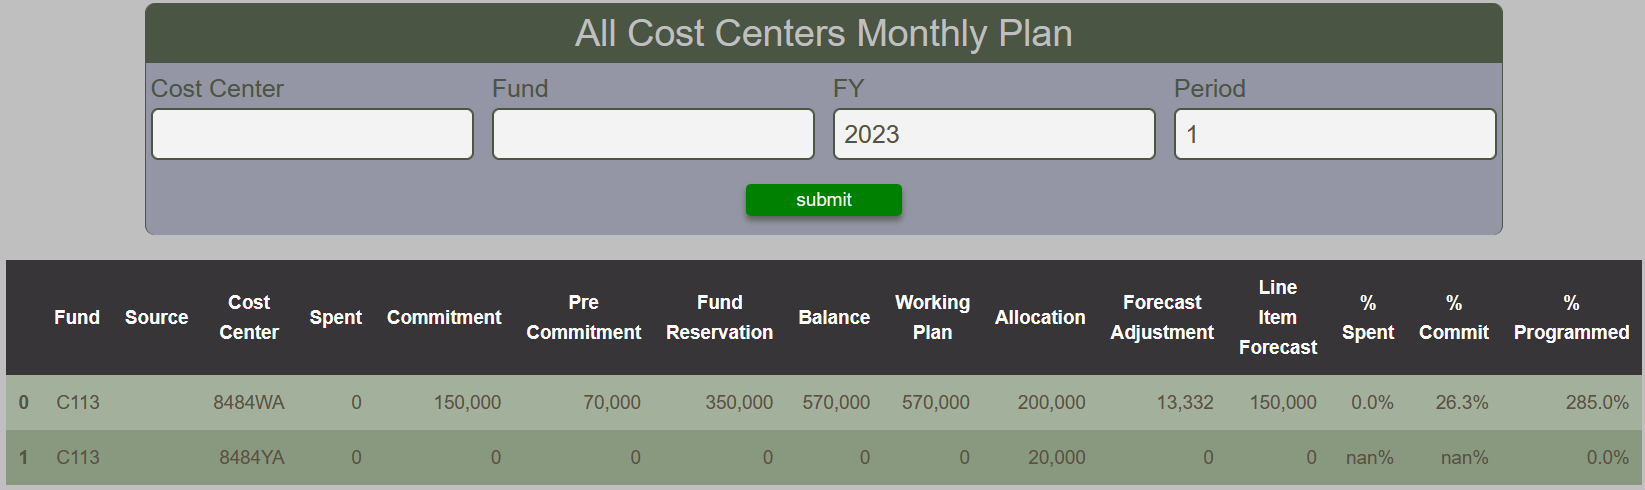 All Cost Centers Monthly Plan
Cost Center Fund FY Period
2023 1
submit
Fund Source Cost Center Spent Commitment Pre Commitment Fund Reservation Balance Working Plan Allocation Forecast Adjustment Line Item Forecast % Spent % Commit % Programmed
0 C113 8484WA 0 150,000 70,000 350,000 570,000 570,000 200,000 13,332 150,000 0.0% 26.3% 285.0%
1 C113 8484YA 0 0 0 0 0 0 20,000 0 0 nan% nan% 0.0%